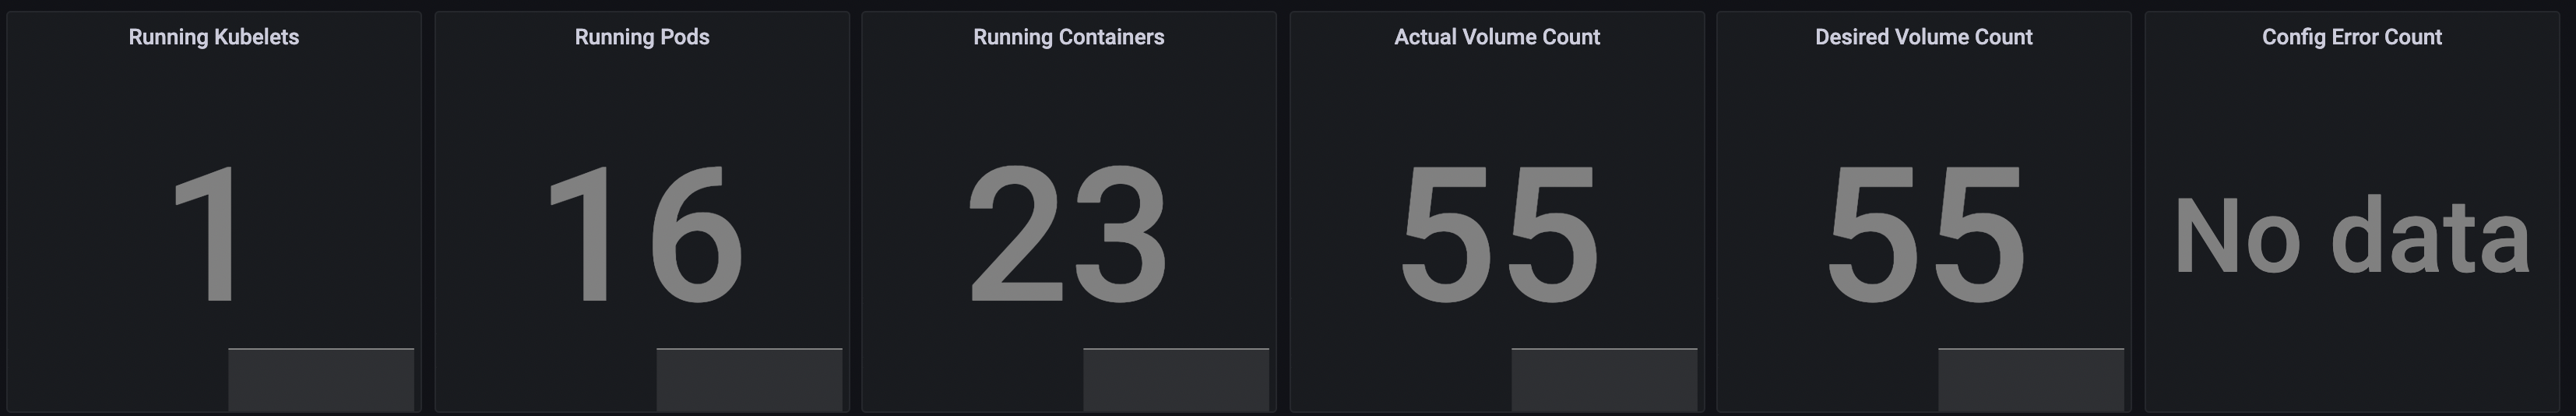 Running Kubelets
1
Running Pods
16
Running Containers
23
Actual Volume Count
55
Desired Volume Count
55
Config Error Count
No data